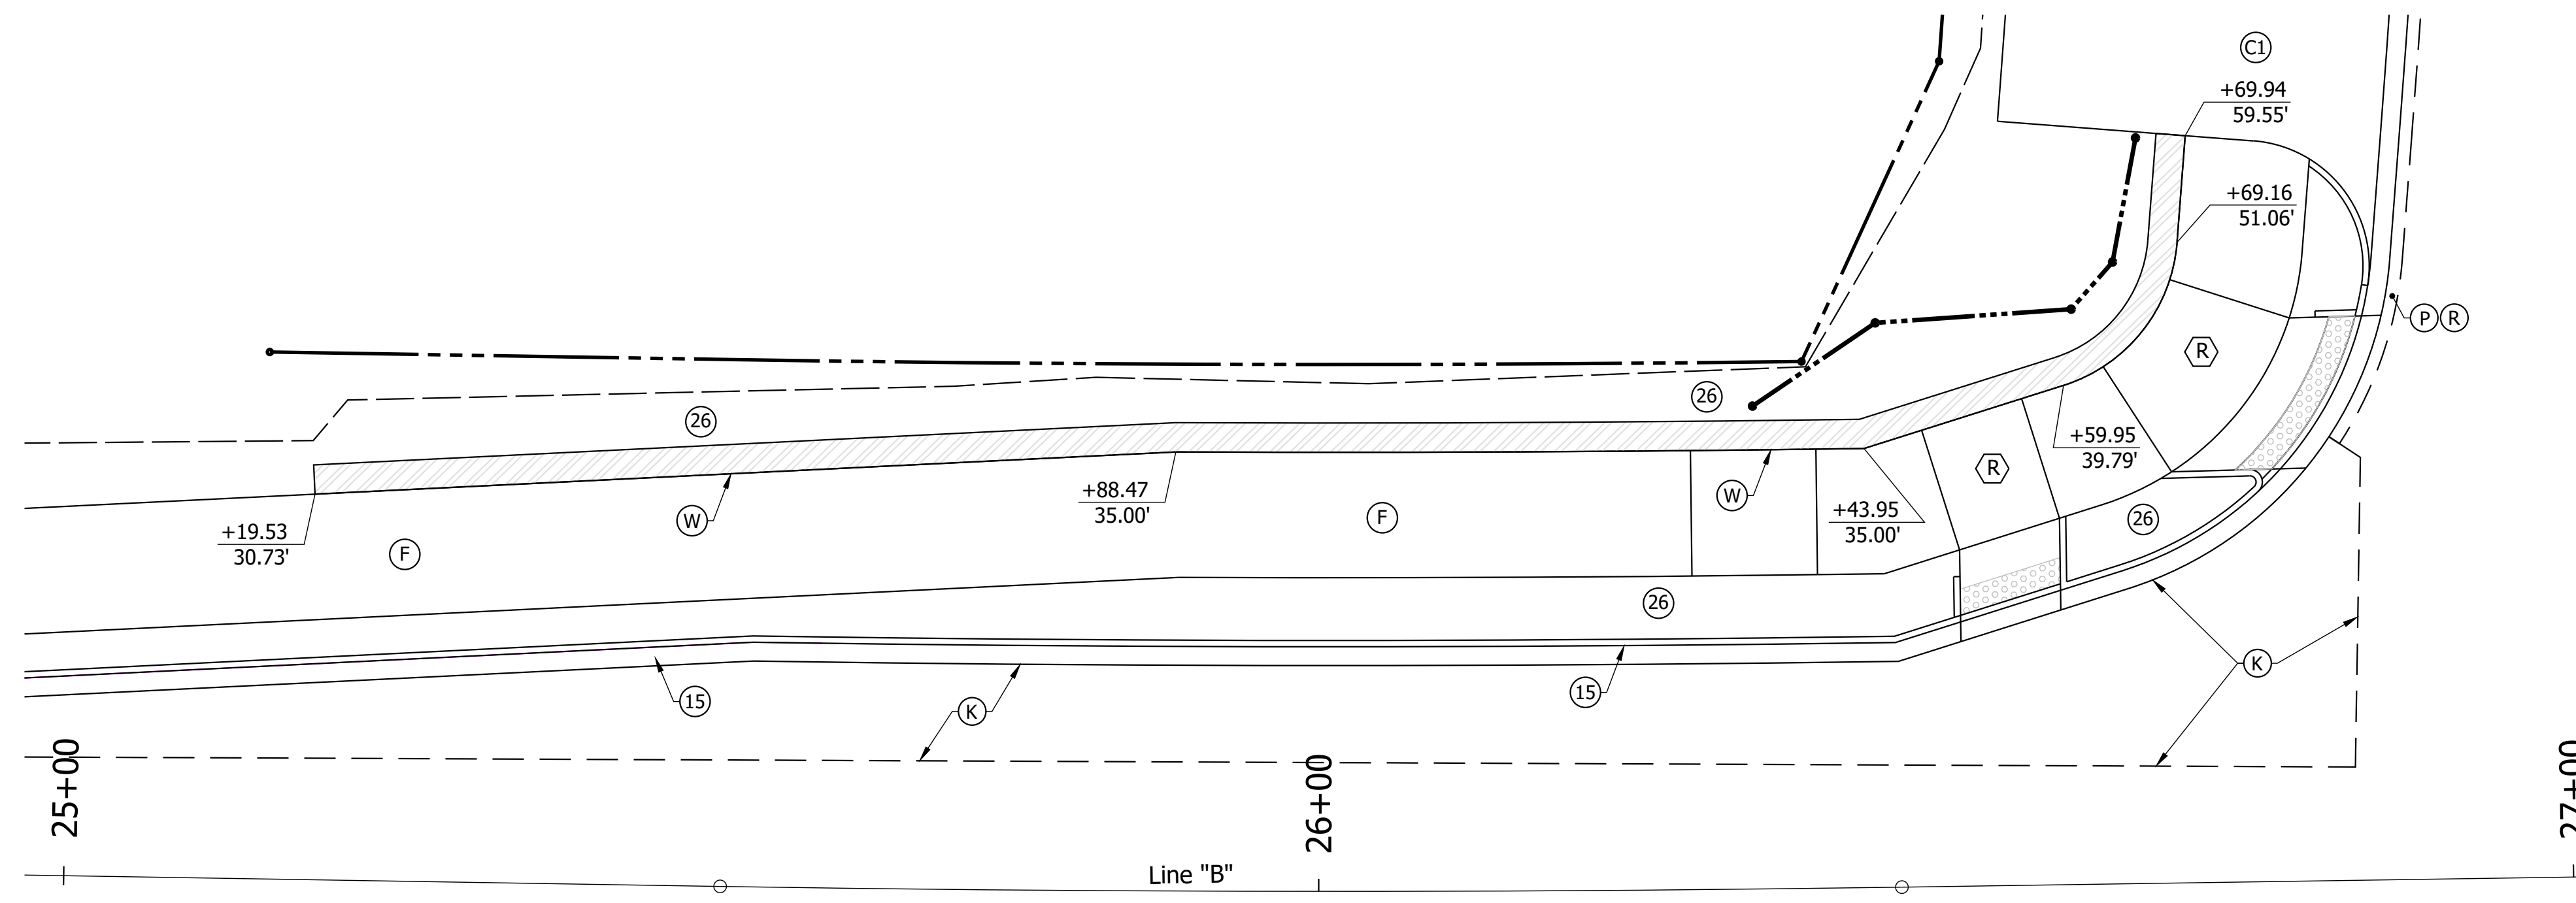 C1
+69.94
59.55'
+69.16
51.06'
P R
R
26
26
+59.95
39.79'
R
+88.47
35.00'
W
+43.95
35.00'
F
W
26
+19.53
30.73'
F
26
K
15
15
K
25+00
26+00
27+00
Line "B"